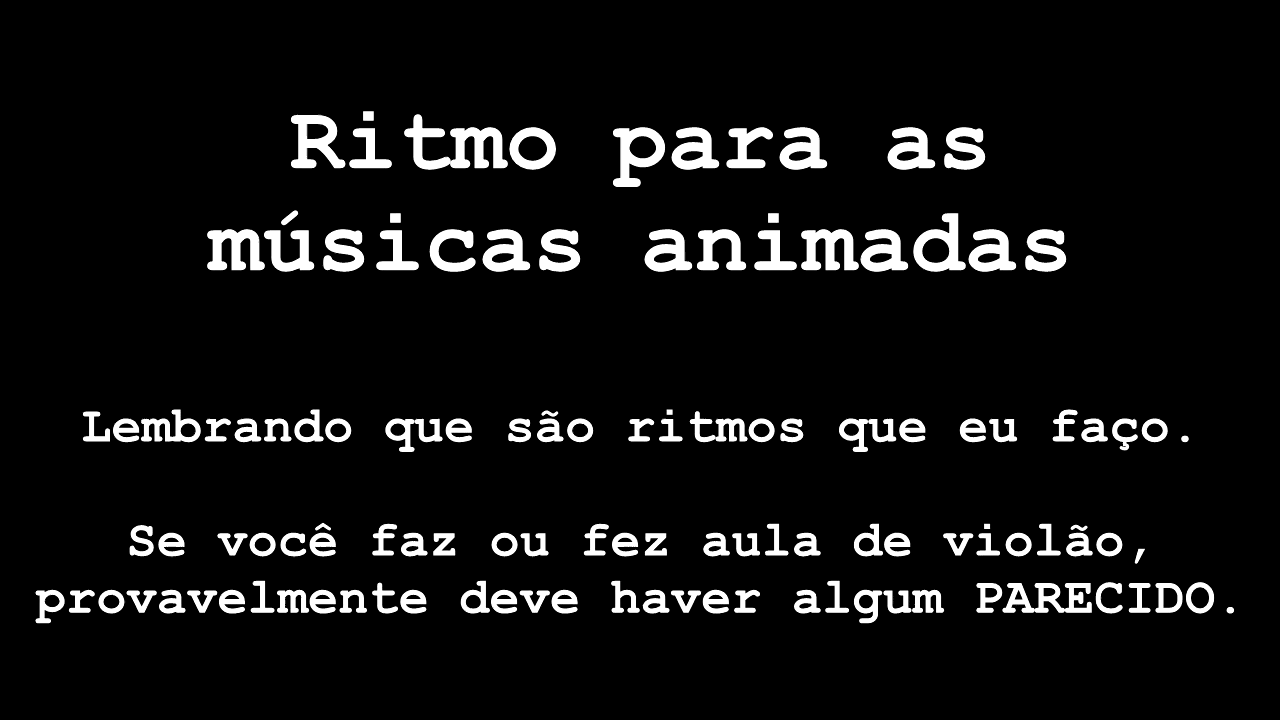 Ritmo para as
músicas animadas
Lembrando que são ritmos que eu faço.
Se você faz ou fez aula de violão,
provavelmente deve haver algum PARECIDO.